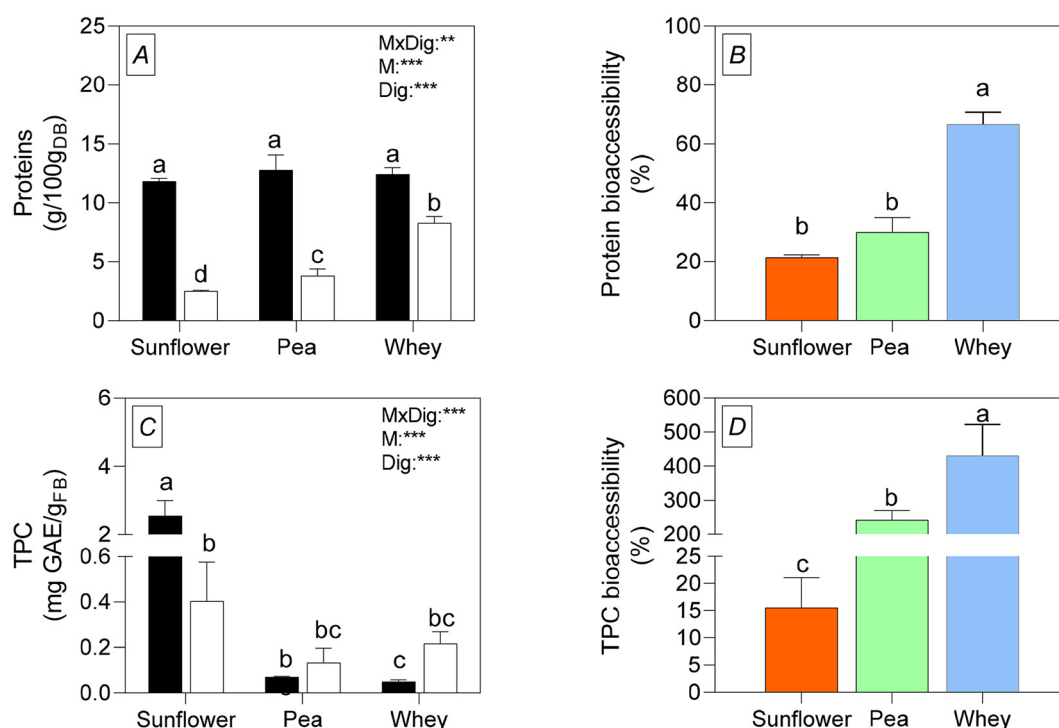 A
MxDig:**
M:***
Dig:***
Proteins
(g/100gDB)
25
20
15
10
5
0
a
a
a
d
c
b
Sunflower Pea Whey
B
Protein bioaccessibility
(%)
100
80
60
40
20
0
b
b
a
Sunflower Pea Whey
C
MxDig:***
M:***
Dig:***
TPC
(mg GAE/gFB)
6
4
2
0.6
0.4
0.2
0.0
a
b
b
bc
c
bc
Sunflower Pea Whey
D
TPC bioaccessibility
(%)
600
500
400
300
200
25
20
15
10
5
0
c
b
a
Sunflower Pea Whey